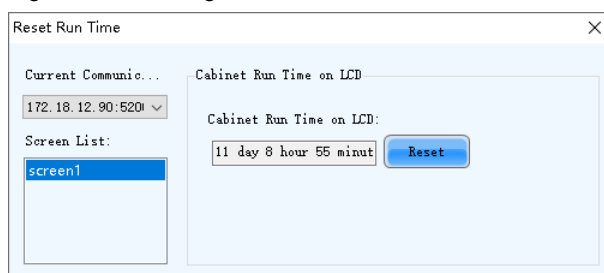 Reset Run Time
Current Communic...
172.18.12.90:520
Screen List:
screen1
Cabinet Run Time on LCD
Cabinet Run Time on LCD:
11 day 8 hour 55 minut
Reset